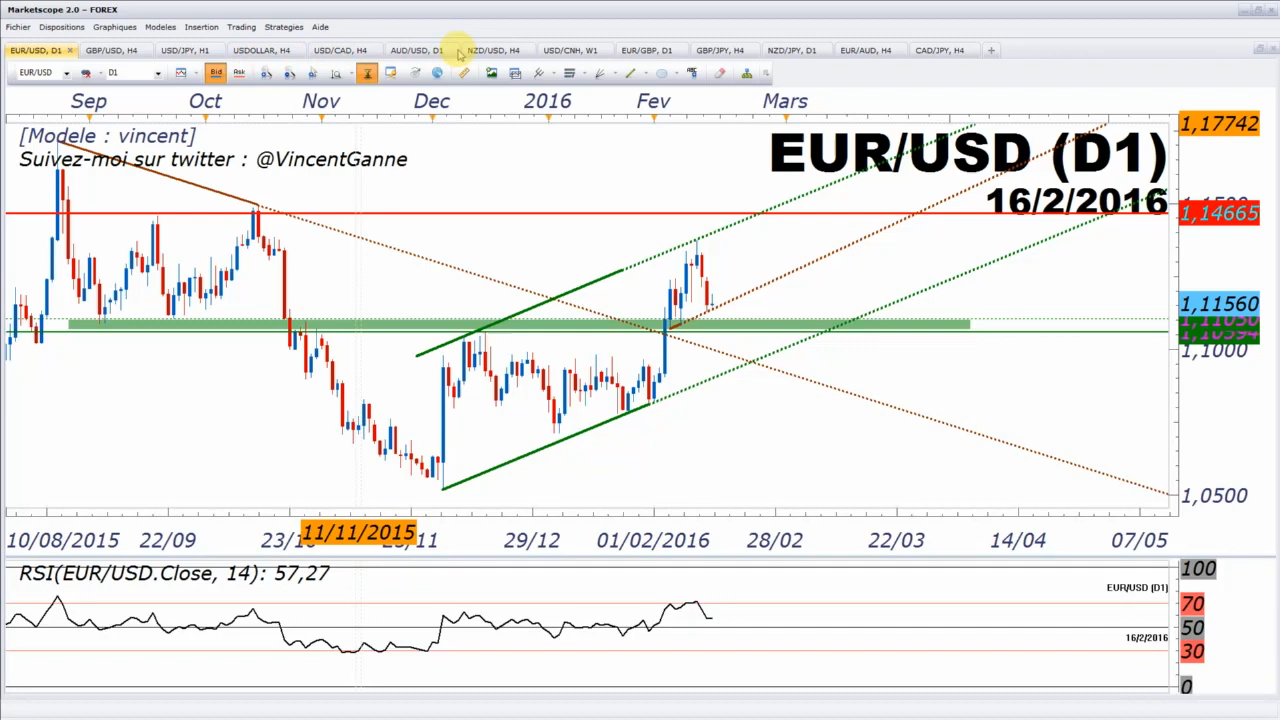 Marketscope 2.0 - FOREX
Fichier Dispositions Graphiques Modeles Insertion Trading Strategies Aide
EUR/USD, D1 GBP/USD, H4 USD/JPY, H1 USDOLLAR, H4 USD/CAD, H4 AUD/USD, D1 NZD/USD, H4 USD/CNH, W1 EUR/GBP, D1 GBP/JPY, H4 NZD/JPY, D1 EUR/AUD, H4 CAD/JPY, H4
EUR/USD D1 Bid Ask
Sep Oct Nov Dec 2016 Fev Mars
[Modele : vincent]
Suivez-moi sur twitter : @VincentGanne
EUR/USD (D1)
16/2/2016
1,17742
1,14665
1,11560
1,11050
1,10594
1,1000
1,0500
10/08/2015 22/09 11/11/2015 29/12 01/02/2016 28/02 22/03 14/04 07/05
RSI(EUR/USD.Close, 14): 57,27
EUR/USD (D1)
16/2/2016
100
70
50
30
0